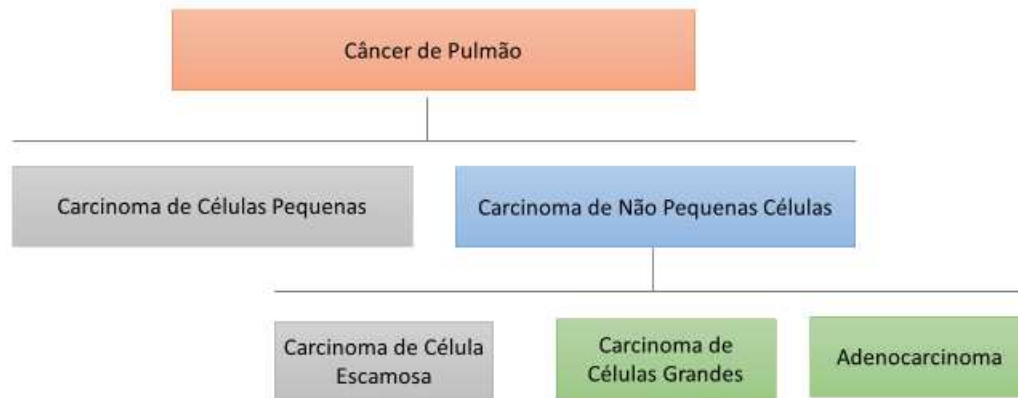 Câncer de Pulmão
Carcinoma de Células Pequenas
Carcinoma de Não Pequenas Células
Carcinoma de Célula
Escamosa
Carcinoma de
Células Grandes
Adenocarcinoma